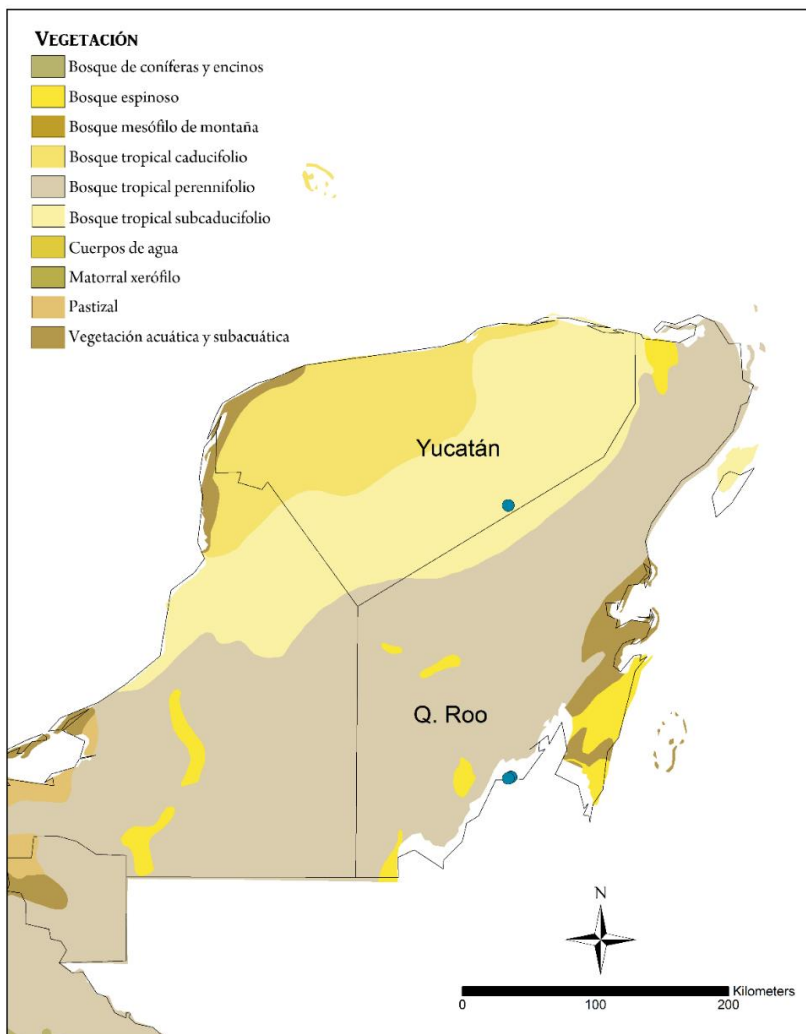 VEGETACIÓN
Bosque de coníferas y encinos
Bosque espinoso
Bosque mesófilo de montaña
Bosque tropical caducifolio
Bosque tropical perennifolio
Bosque tropical subcaducifolio
Cuerpos de agua
Matorral xerófilo
Pastizal
Vegetación acuática y subacuática
Yucatán
Q. Roo
N
Kilometers
0 100 200